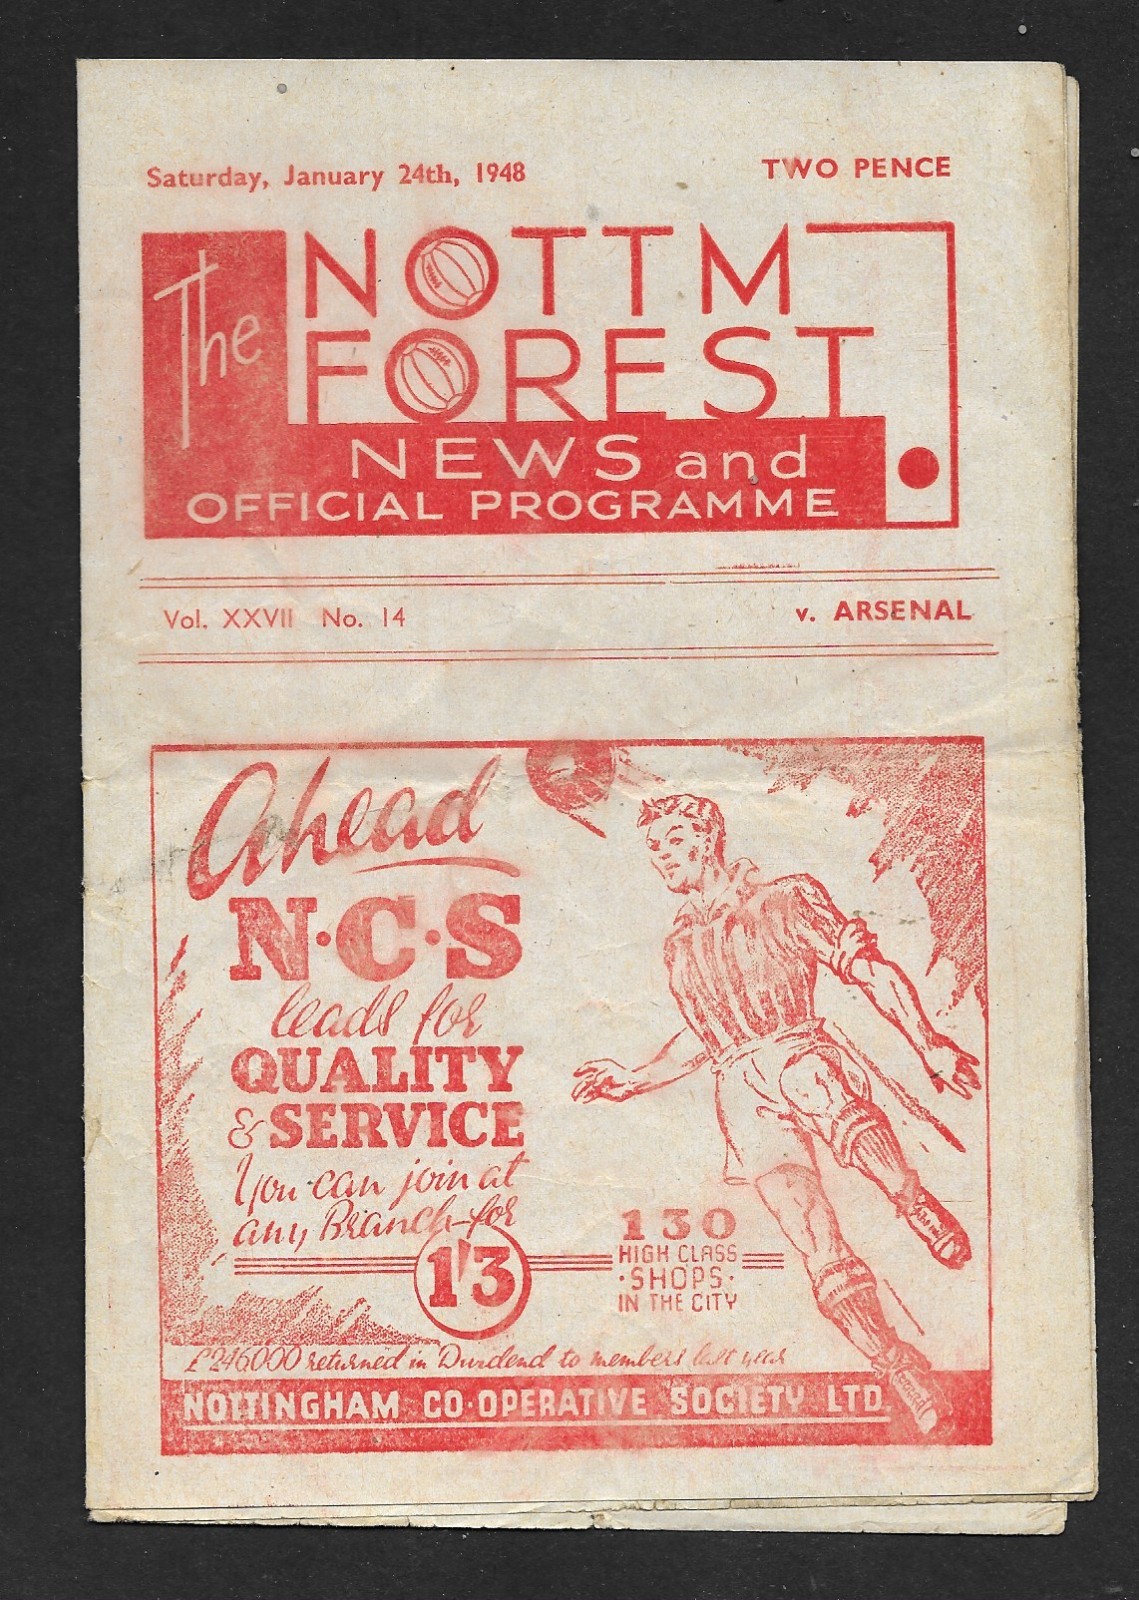 Saturday, January 24th, 1948
TWO PENCE
The
NOTTM
FOREST
NEWS and
OFFICIAL PROGRAMME
Vol. XXVII No. 14
v. ARSENAL
Ahead
N·C·S
leads for
QUALITY
& SERVICE
You can join at
any Branch-for
1'3
130
HIGH CLASS
·SHOPS·
IN THE CITY
£246,000 returned in Dividend to members last year
NOTTINGHAM CO-OPERATIVE SOCIETY LTD.